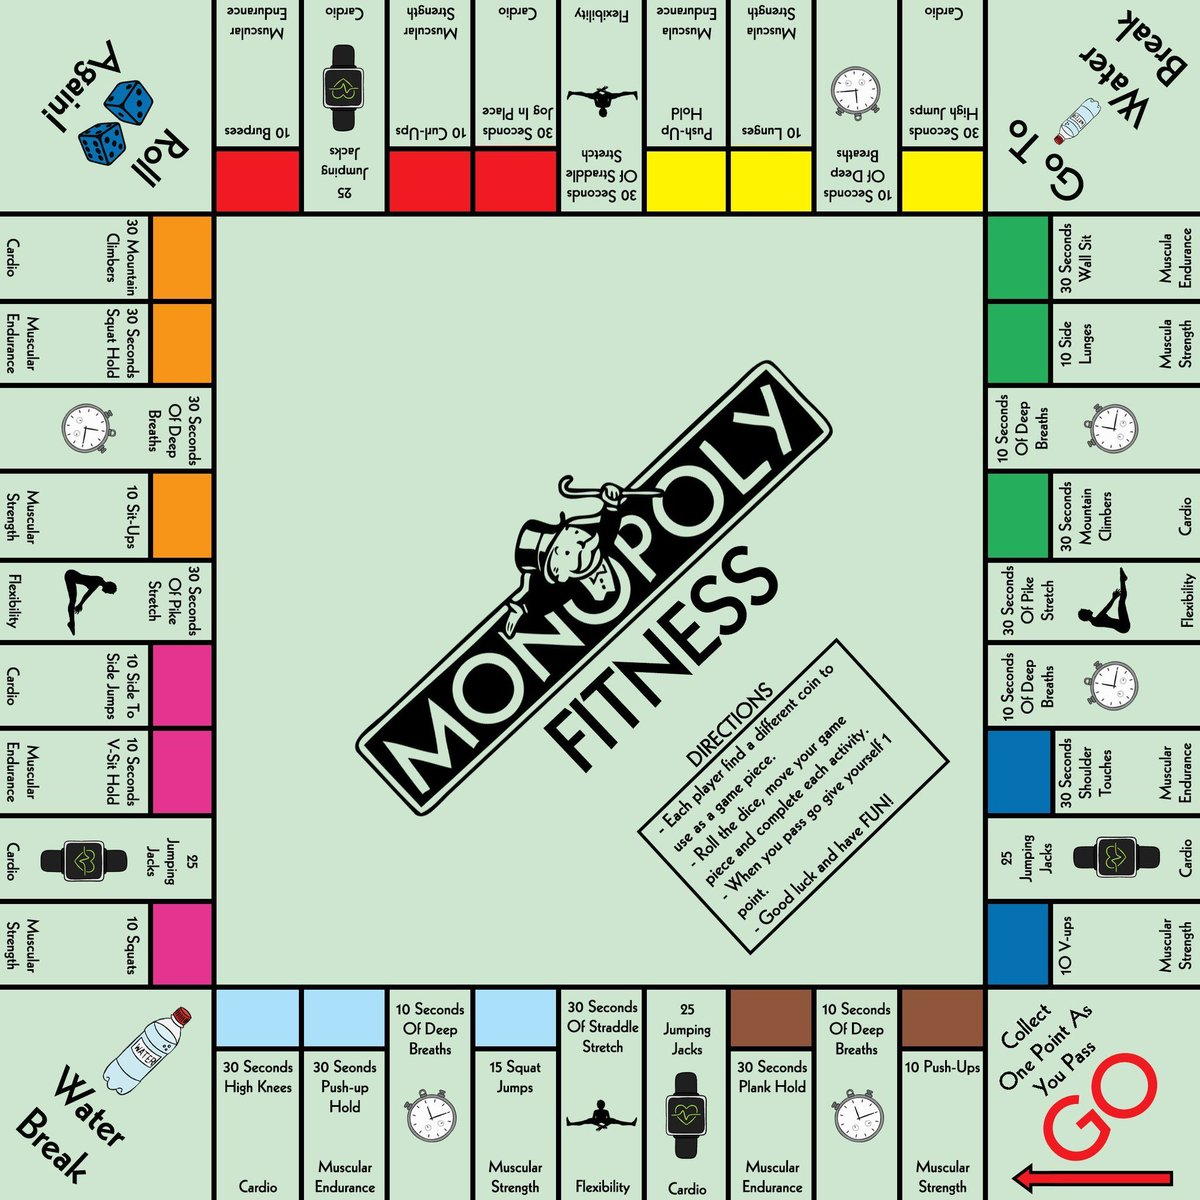 Roll
Again!
10 Burpees
Muscular
Endurance
25
Jumping
Jacks
Cardio
10 Curl-Ups
Muscular
Strength
30 Seconds
Jog In Place
Cardio
30 Seconds
Of Straddle
Stretch
Flexibility
Push-Up
Hold
Muscula
Endurance
10 Lunges
Muscula
Strength
10 Seconds
Of Deep
Breaths
30 Seconds
High Jumps
Cardio
Go To
Water
Break
30 Mountain
Climbers
Cardio
30 Seconds
Squat Hold
Muscular
Endurance
30 Seconds
Of Deep
Breaths
10 Sit-Ups
Muscular
Strength
30 Seconds
Of Pike
Stretch
Flexibility
10 Side To
Side Jumps
Cardio
10 Seconds
V-Sit Hold
Muscular
Endurance
25
Jumping
Jacks
Cardio
10 Squats
Muscular
Strength
MONOPOLY
FITNESS
DIRECTIONS
- Each player find a different coin to
use as a game piece.
- Roll the dice, move your game
piece and complete each activity.
- When you pass go give yourself 1
point.
- Good luck and have FUN!
30 Seconds
Wall Sit
Muscula
Endurance
10 Side
Lunges
Muscula
Strength
10 Seconds
Of Deep
Breaths
30 Seconds
Mountain
Climbers
Cardio
30 Seconds
Of Pike
Stretch
Flexibility
10 Seconds
Of Deep
Breaths
30 Seconds
Shoulder
Touches
Muscular
Endurance
25
Jumping
Jacks
Cardio
10 V-ups
Muscular
Strength
WATER
Water
Break
30 Seconds
High Knees
Cardio
30 Seonds
Push-up
Hold
Muscular
Endurance
10 Seconds
Of Deep
Breaths
15 Squat
Jumps
Muscular
Strength
30 Seconds
Of Straddle
Stretch
Flexibility
25
Jumping
Jacks
Cardio
30 Seconds
Plank Hold
Muscular
Endurance
10 Seconds
Of Deep
Breaths
10 Push-Ups
Muscular
Strength
Collect
One Point As
You Pass
GO